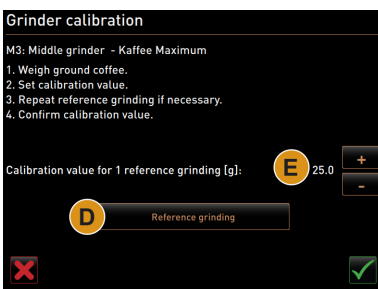 Grinder calibration
M3: Middle grinder - Kaffee Maximum
1. Weigh ground coffee.
2. Set calibration value.
3. Repeat reference grinding if necessary.
4. Confirm calibration value.
Calibration value for 1 reference grinding [g]: E 25.0 +
-
D Reference grinding